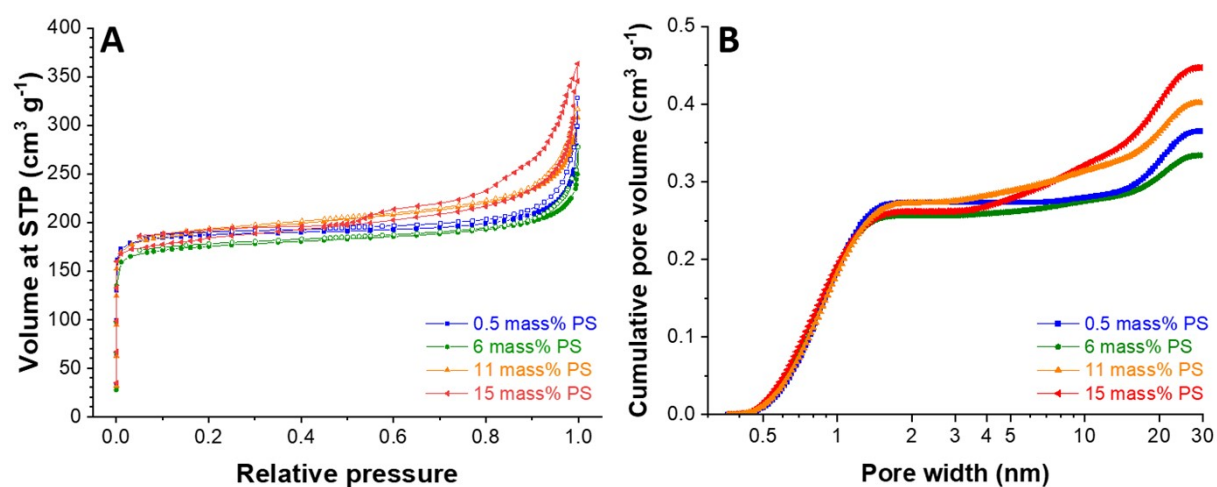 A
Volume at STP (cm³ g⁻¹)
400
350
300
250
200
150
100
50
0
0.5 mass% PS
6 mass% PS
11 mass% PS
15 mass% PS
0.0 0.2 0.4 0.6 0.8 1.0
Relative pressure
B
Cumulative pore volume (cm³ g⁻¹)
0.5
0.4
0.3
0.2
0.1
0.0
0.5 mass% PS
6 mass% PS
11 mass% PS
15 mass% PS
0.5 1 2 3 4 5 10 20 30
Pore width (nm)